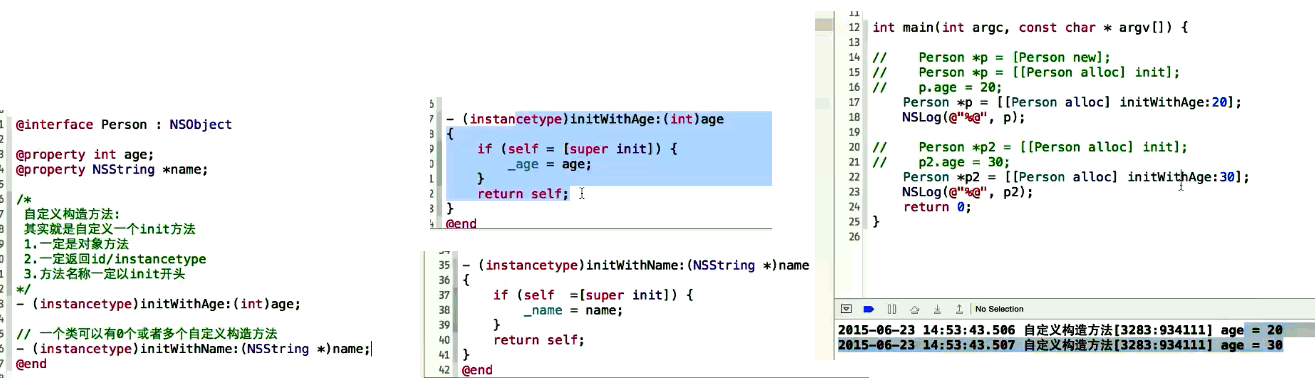 @interface Person : NSObject
@property int age;
@property NSString *name;
/*
自定义构造方法:
其实就是自定义一个init方法
1.一定是对象方法
2.一定返回id/instancetype
3.方法名称一定以init开头
*/
- (instancetype)initWithAge:(int)age;
// 一个类可以有0个或者多个自定义构造方法
- (instancetype)initWithName:(NSString *)name;
@end
- (instancetype)initWithAge:(int)age
{
if (self = [super init]) {
_age = age;
}
return self;
}
@end
35 - (instancetype)initWithName:(NSString *)name
36 {
37 if (self =[super init]) {
38 _name = name;
39 }
40 return self;
41 }
42 @end
11
12 int main(int argc, const char * argv[]) {
13
14 // Person *p = [Person new];
15 // Person *p = [[Person alloc] init];
16 // p.age = 20;
17 Person *p = [[Person alloc] initWithAge:20];
18 NSLog(@"%@", p);
19
20 // Person *p2 = [[Person alloc] init];
21 // p2.age = 30;
22 Person *p2 = [[Person alloc] initWithAge:30];
23 NSLog(@"%@", p2);
24 return 0;
25 }
26
No Selection
2015-06-23 14:53:43.506 自定义构造方法[3283:934111] age = 20
2015-06-23 14:53:43.507 自定义构造方法[3283:934111] age = 30